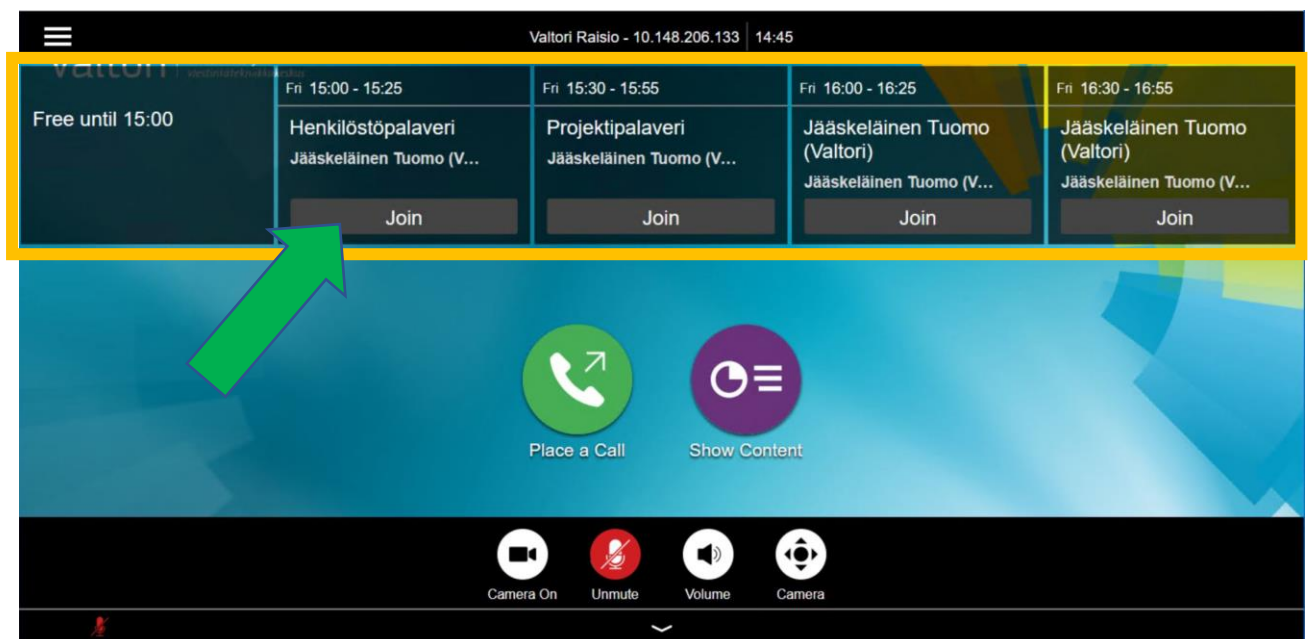 Valtori Raisio - 10.148.206.133 14:45
Valtori
Free until 15:00
Fri 15:00 - 15:25
Henkilöstöpalaveri
Jääskeläinen Tuomo (V...
Join
Fri 15:30 - 15:55
Projektipalaveri
Jääskeläinen Tuomo (V...
Join
Fri 16:00 - 16:25
Jääskeläinen Tuomo
(Valtori)
Jääskeläinen Tuomo (V...
Join
Fri 16:30 - 16:55
Jääskeläinen Tuomo
(Valtori)
Jääskeläinen Tuomo (V...
Join
Place a Call
Show Content
Camera On
Unmute
Volume
Camera